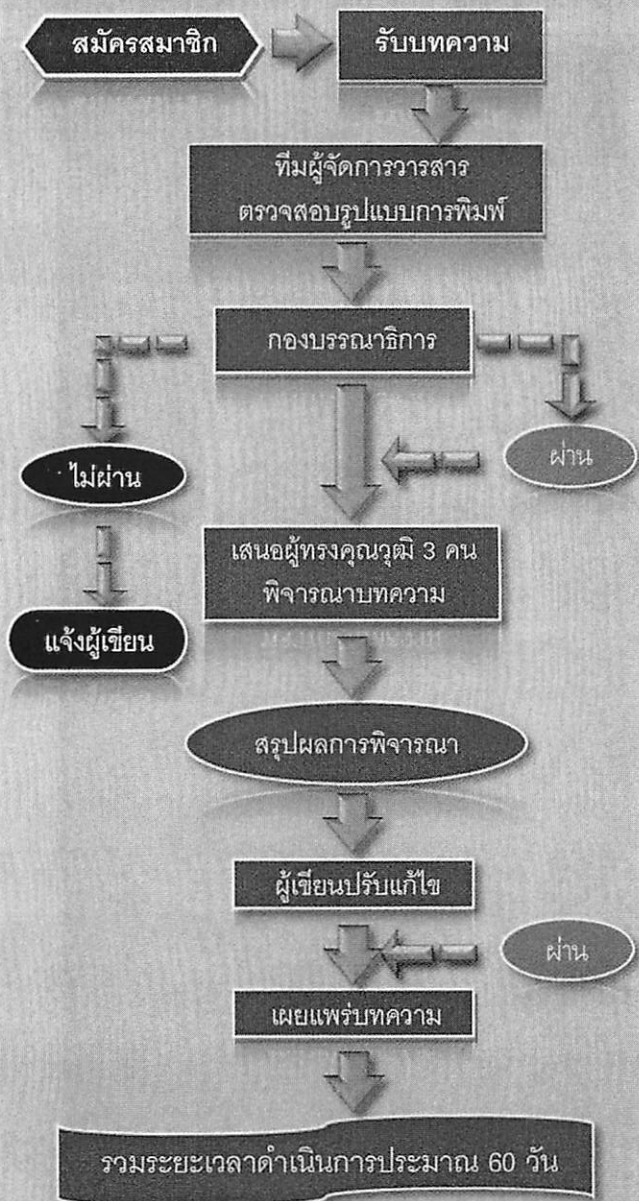 สมัครสมาชิก
รับบทความ
ทีมผู้จัดการวารสาร
ตรวจสอบรูปแบบการพิมพ์
กองบรรณาธิการ
ไม่ผ่าน
ผ่าน
เสนอผู้ทรงคุณวุฒิ 3 คน
พิจารณาบทความ
แจ้งผู้เขียน
สรุปผลการพิจารณา
ผู้เขียนปรับแก้ไข
ผ่าน
เผยแพร่บทความ
รวมระยะเวลาดำเนินการประมาณ 60 วัน